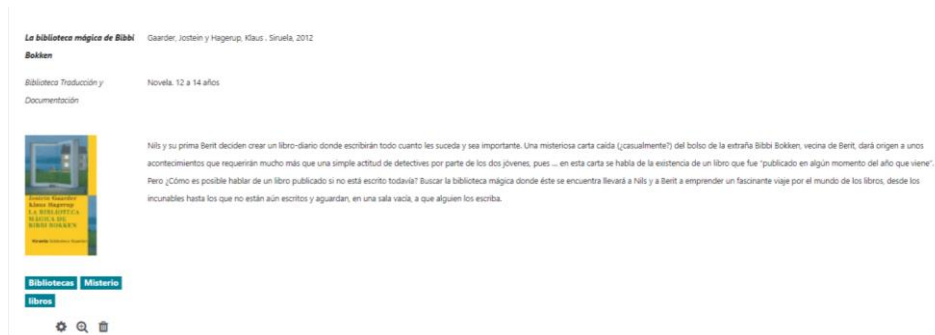 La biblioteca mágica de Bibbi Bokken
Gaarder, Jostein y Hagerup, Klaus . Siruela, 2012
Biblioteca Traducción y Documentación
Novela. 12 a 14 años
Jostein Gaarder
Klaus Hagerup
LA BIBLIOTECA
MÁGICA DE
BIBBI BOKKEN
Siruela
Nils y su prima Berit deciden crear un libro-diario donde escribirán todo cuanto les suceda y sea importante. Una misteriosa carta caída (¿casualmente?) del bolso de la extraña Bibbi Bokken, vecina de Berit, dará origen a unos
acontecimientos que requerirán mucho más que una simple actitud de detectives por parte de los dos jóvenes, pues ... en esta carta se habla de la existencia de un libro que fue "publicado en algún momento del año que viene".
Pero ¿Cómo es posible hablar de un libro publicado si no está escrito todavía? Buscar la biblioteca mágica donde éste se encuentra llevará a Nils y a Berit a emprender un fascinante viaje por el mundo de los libros, desde los
incunables hasta los que no están aún escritos y aguardan, en una sala vacía, a que alguien los escriba.
Bibliotecas Misterio
libros